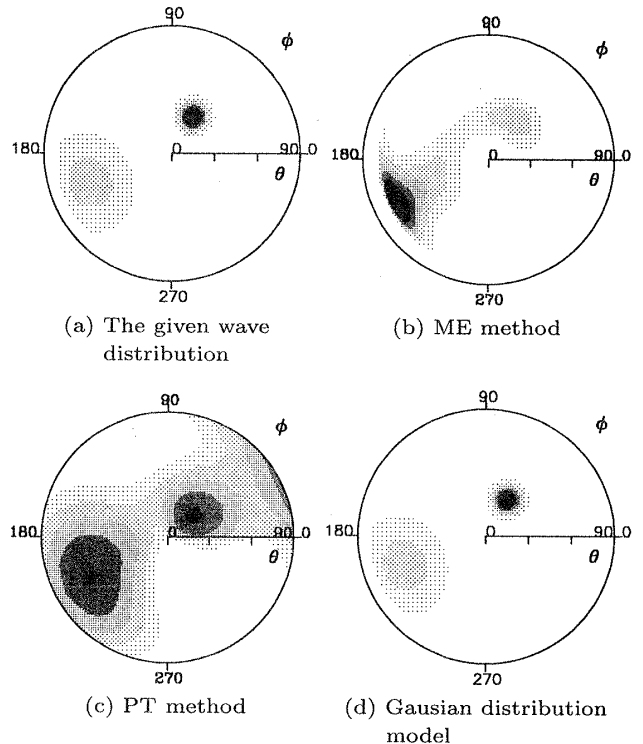 90
φ
180
0
90
0
θ
270
(a) The given wave
distribution
90
φ
180
0
90
0
θ
270
(b) ME method
90
φ
180
0
90
0
θ
270
(c) PT method
90
φ
180
0
90
0
θ
270
(d) Gausian distribution
model